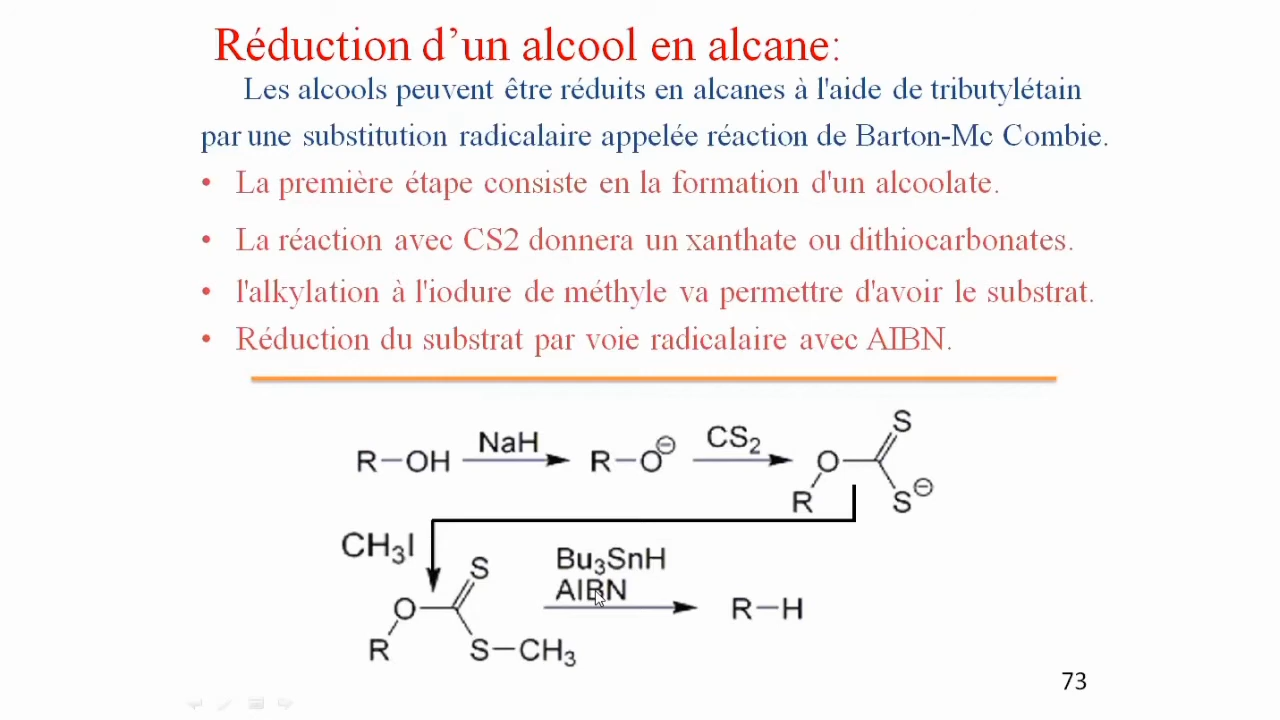 Réduction d’un alcool en alcane:
Les alcools peuvent être réduits en alcanes à l'aide de tributylétain
par une substitution radicalaire appelée réaction de Barton-Mc Combie.
• La première étape consiste en la formation d'un alcoolate.
• La réaction avec CS2 donnera un xanthate ou dithiocarbonates.
• l'alkylation à l'iodure de méthyle va permettre d'avoir le substrat.
• Réduction du substrat par voie radicalaire avec AIBN.
R–OH NaH R–O⊖ CS₂ O S R S⊖
CH₃I
O S R S–CH₃ Bu₃SnH AIBN R–H
73